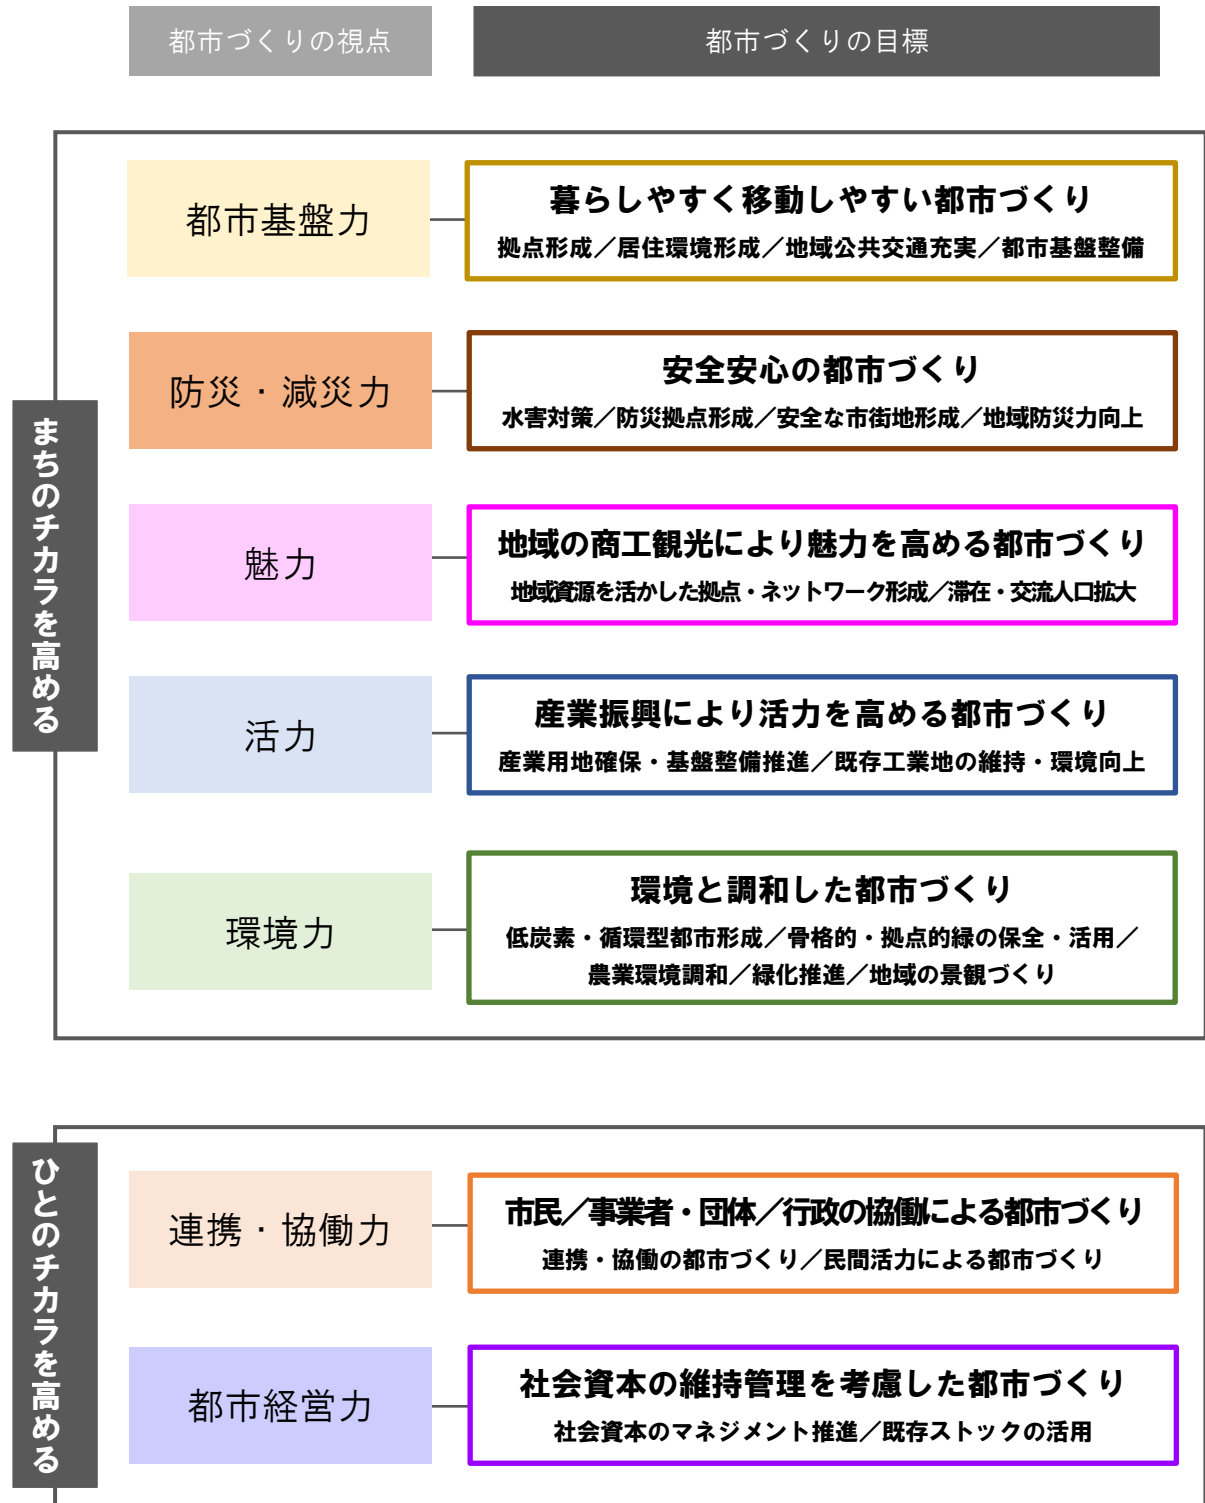 都市づくりの視点
都市づくりの目標
まちのチカラを高める
都市基盤力
暮らしやすく移動しやすい都市づくり
拠点形成／居住環境形成／地域公共交通充実／都市基盤整備
防災・減災力
安全安心の都市づくり
水害対策／防災拠点形成／安全な市街地形成／地域防災力向上
魅力
地域の商工観光により魅力を高める都市づくり
地域資源を活かした拠点・ネットワーク形成／滞在・交流人口拡大
活力
産業振興により活力を高める都市づくり
産業用地確保・基盤整備推進／既存工業地の維持・環境向上
環境力
環境と調和した都市づくり
低炭素・循環型都市形成／骨格的・拠点的緑の保全・活用／
農業環境調和／緑化推進／地域の景観づくり
ひとのチカラを高める
連携・協働力
市民／事業者・団体／行政の協働による都市づくり
連携・協働の都市づくり／民間活力による都市づくり
都市経営力
社会資本の維持管理を考慮した都市づくり
社会資本のマネジメント推進／既存ストックの活用